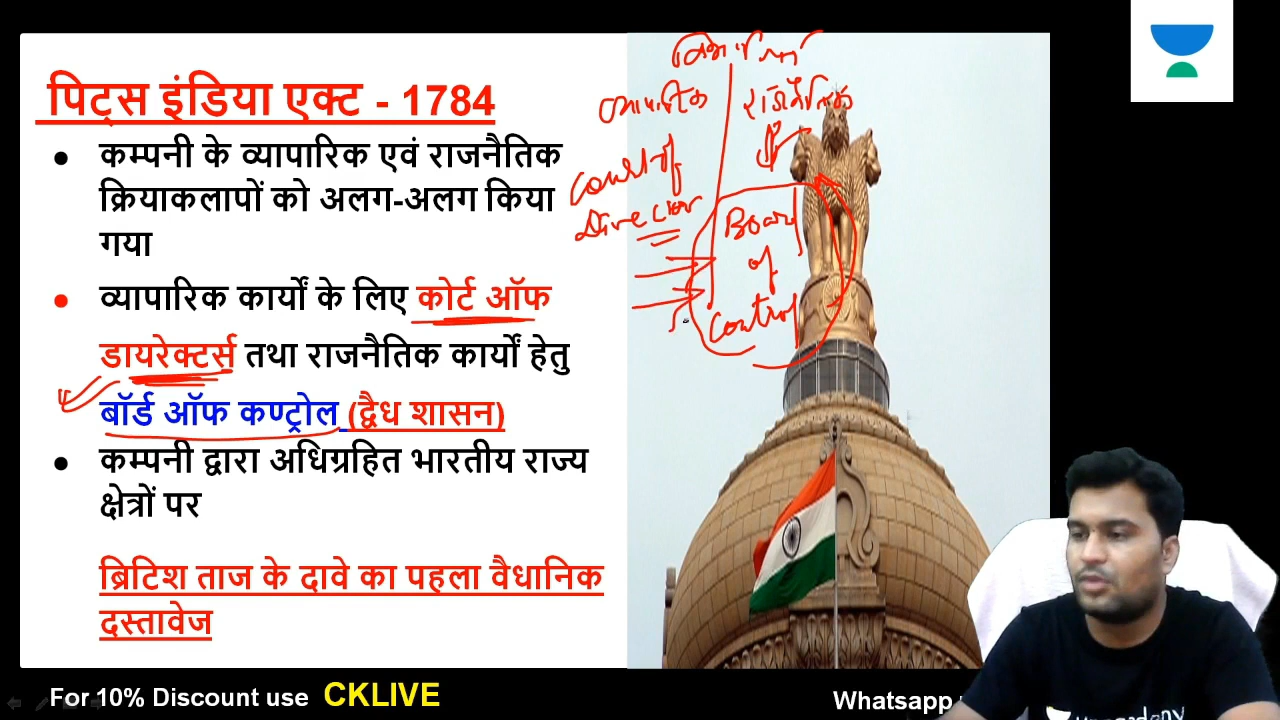 पिट्स इंडिया एक्ट - 1784
● कम्पनी के व्यापारिक एवं राजनैतिक
क्रियाकलापों को अलग-अलग किया
गया
● व्यापारिक कार्यों के लिए कोर्ट ऑफ
डायरेक्टर्स तथा राजनैतिक कार्यों हेतु
बॉर्ड ऑफ कण्ट्रोल (द्वैध शासन)
● कम्पनी द्वारा अधिग्रहित भारतीय राज्य
क्षेत्रों पर
ब्रिटिश ताज के दावे का पहला वैधानिक
दस्तावेज
व्यापारिक
राजनैतिक
Court of
Director
Board
of
Control
For 10% Discount use CKLIVE
Whatsapp